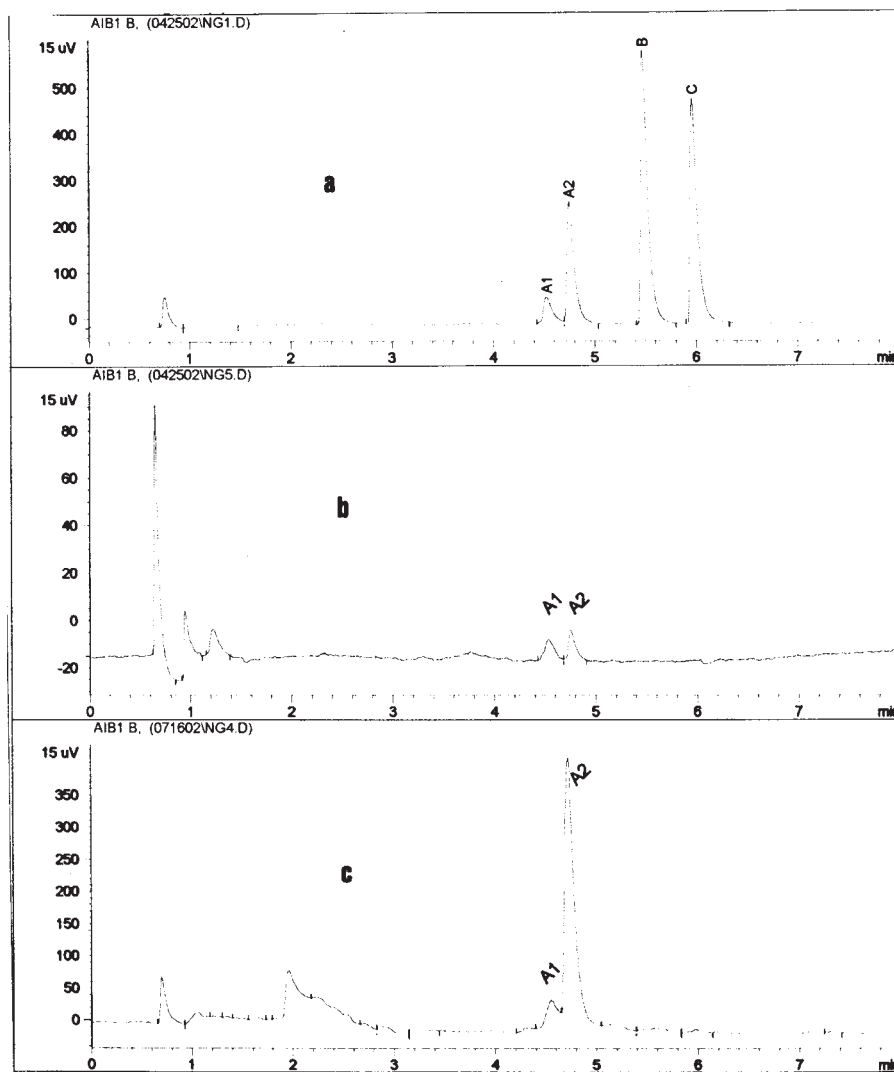 AIB1 B, (042502\NG1.D)
15 uV
500
400
300
200
100
0
a
A1
A2
B
C
0 1 2 3 4 5 6 7 min
AIB1 B, (042502\NG5.D)
15 uV
80
60
40
20
0
-20
b
A1
A2
0 1 2 3 4 5 6 7 min
AIB1 B, (071602\NG4.D)
15 uV
350
300
250
200
150
100
50
0
c
A1
A2
0 1 2 3 4 5 6 7 min